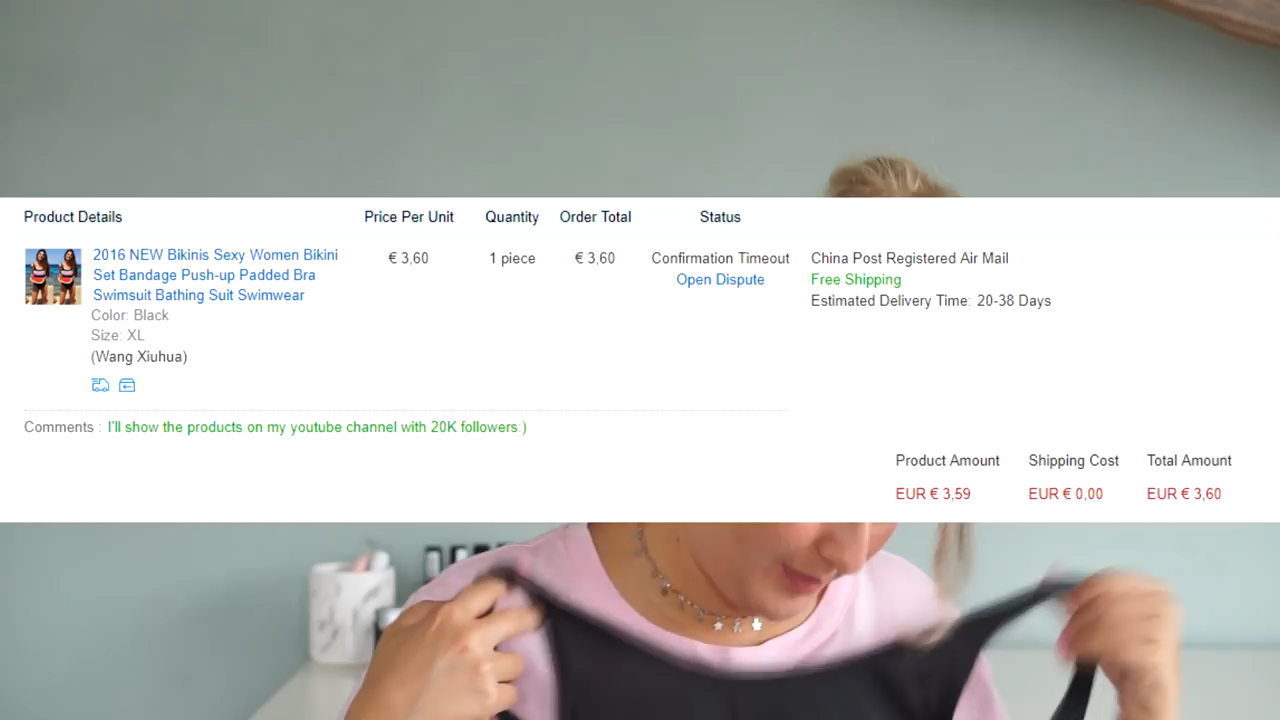 Product Details Price Per Unit Quantity Order Total Status
2016 NEW Bikinis Sexy Women Bikini € 3,60 1 piece € 3,60 Confirmation Timeout China Post Registered Air Mail
Set Bandage Push-up Padded Bra Open Dispute Free Shipping
Swimsuit Bathing Suit Swimwear Estimated Delivery Time: 20-38 Days
Color: Black
Size: XL
(Wang Xiuhua)
Comments : I'll show the products on my youtube channel with 20K followers:)
Product Amount Shipping Cost Total Amount
EUR € 3,59 EUR € 0,00 EUR € 3,60